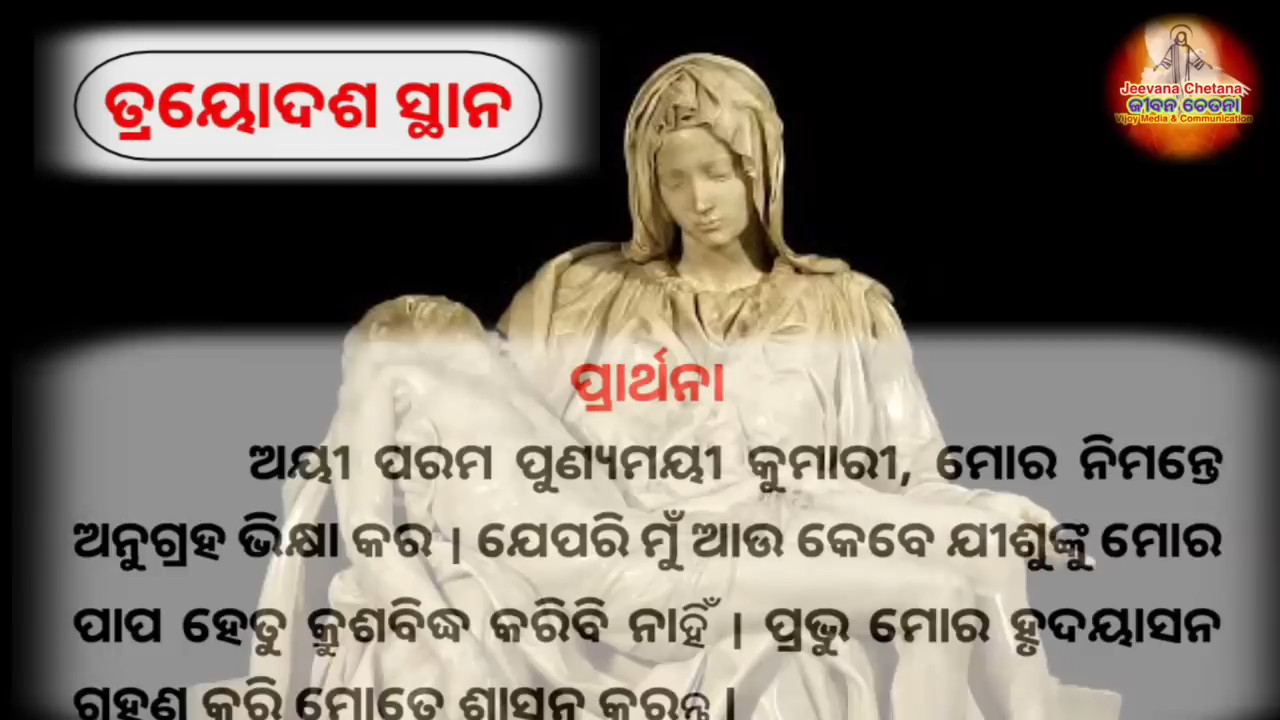 ତ୍ରୟୋଦଶ ସ୍ଥାନ
Jeevana Chetana
ଜୀବନ ଚେତନା
Vijoy Media & Communication
ପ୍ରାର୍ଥନା
ଅୟୀ ପରମ ପୁଣ୍ୟମୟୀ କୁମାରୀ, ମୋର ନିମନ୍ତେ
ଅନୁଗ୍ରହ ଭିକ୍ଷା କର | ଯେପରି ମୁଁ ଆଉ କେବେ ଯୀଶୁଙ୍କୁ ମୋର
ପାପ ହେତୁ କ୍ରୁଶବିଦ୍ଧ କରିବି ନାହିଁ | ପ୍ରଭୁ ମୋର ହୃଦୟାସନ
ଗ୍ରହଣ କରି ମୋତେ ଶାସନ କରନ୍ତୁ |